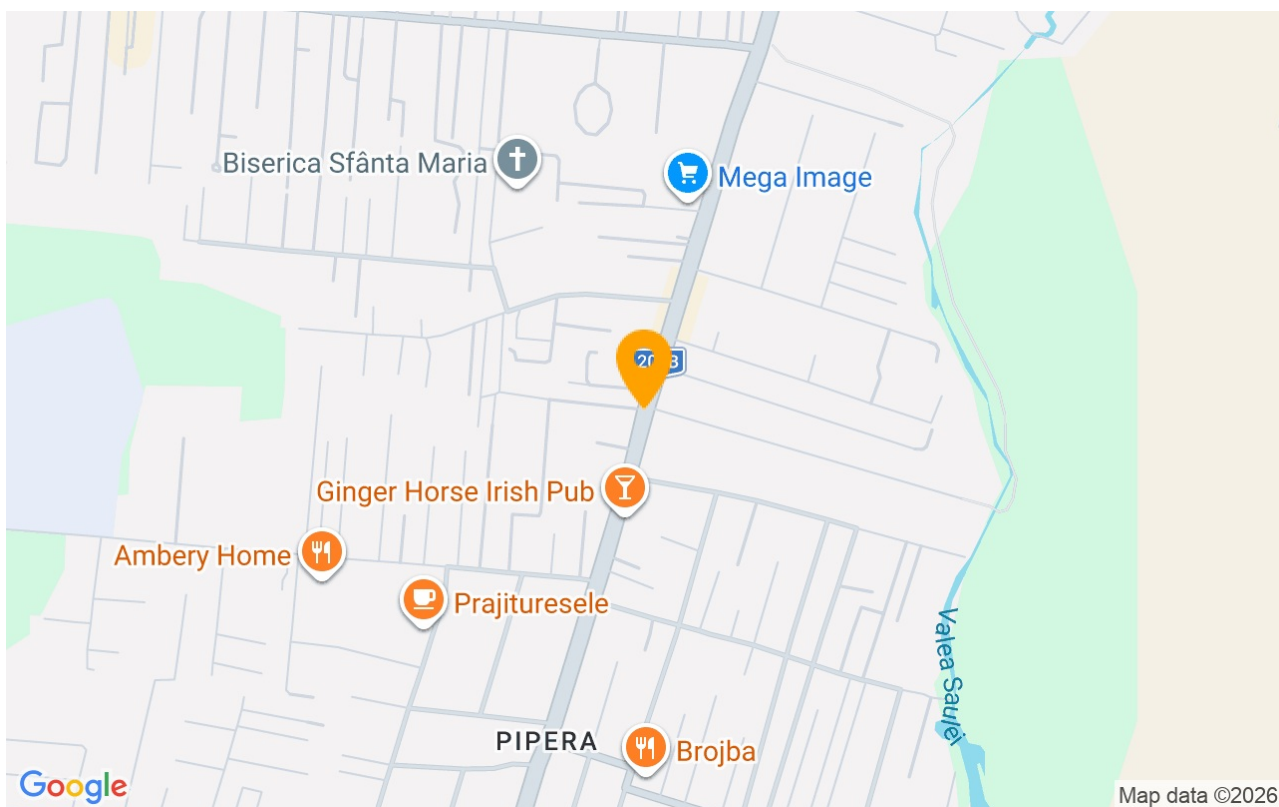 Biserica Sfânta Maria
Mega Image
Ginger Horse Irish Pub
Ambery Home
Prajituresele
Valea Saulei
PIPERA
Brojba
Google
Map data ©2026